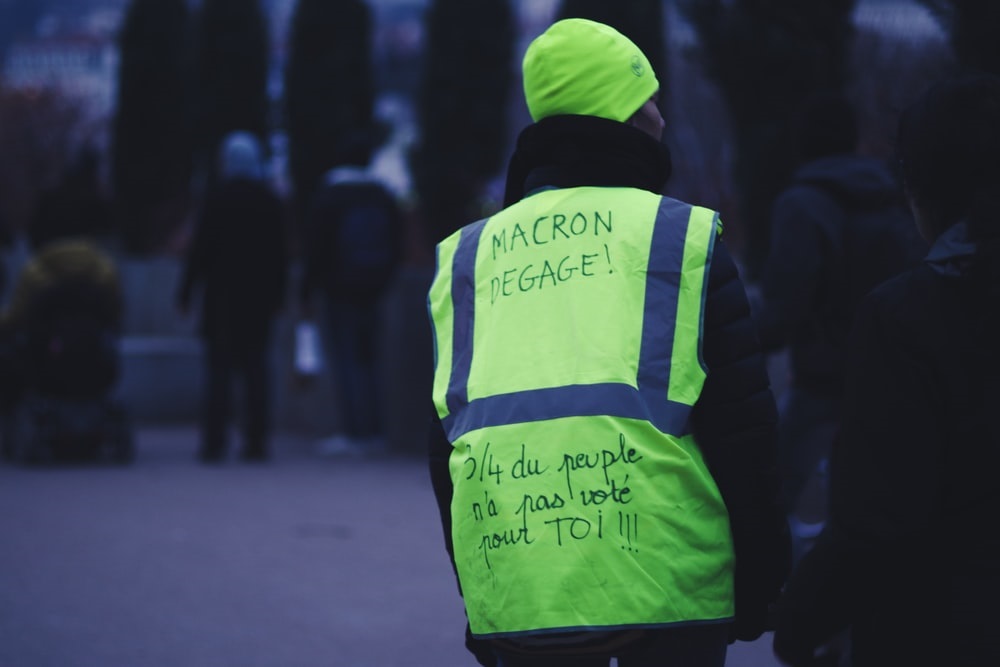 MACRON
DEGAGE!
3/4 du peuple
n'a pas voté
pour TOI !!!